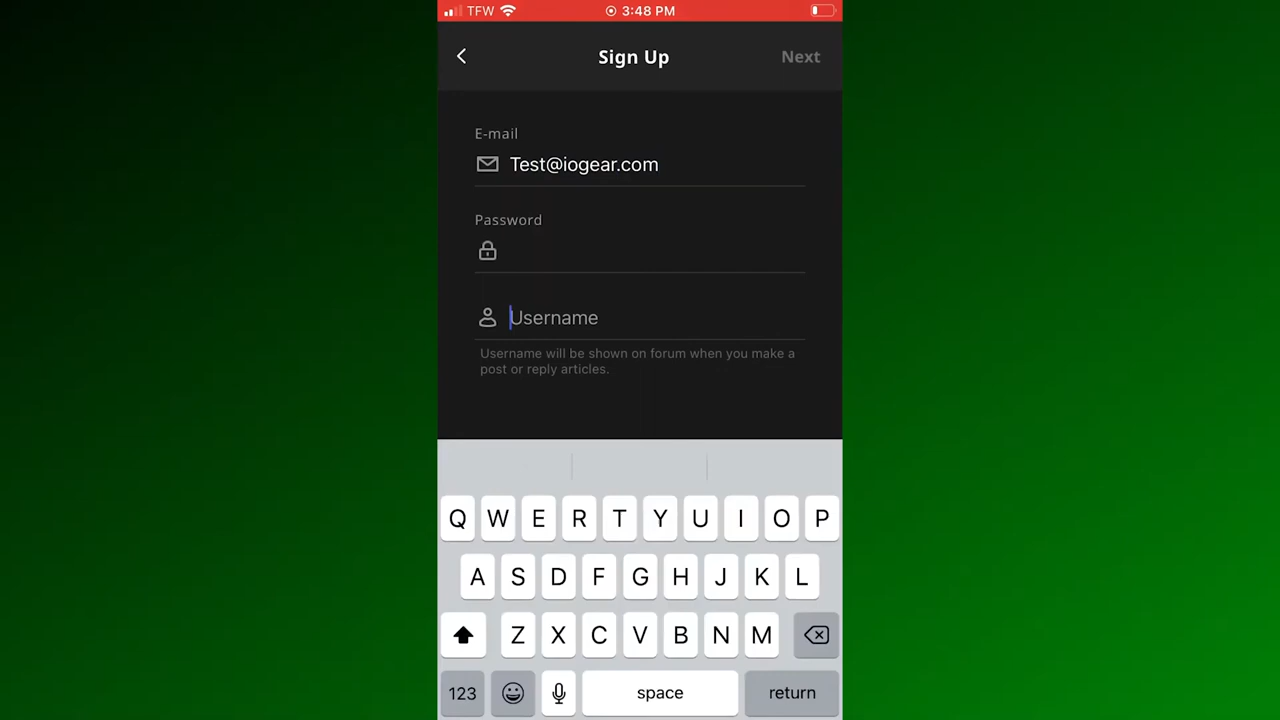 TFW 3:48 PM
Sign Up Next
E-mail
Test@iogear.com
Password
Username
Username will be shown on forum when you make a
post or reply articles.
Q W E R T Y U I O P
A S D F G H J K L
Z X C V B N M
123 space return